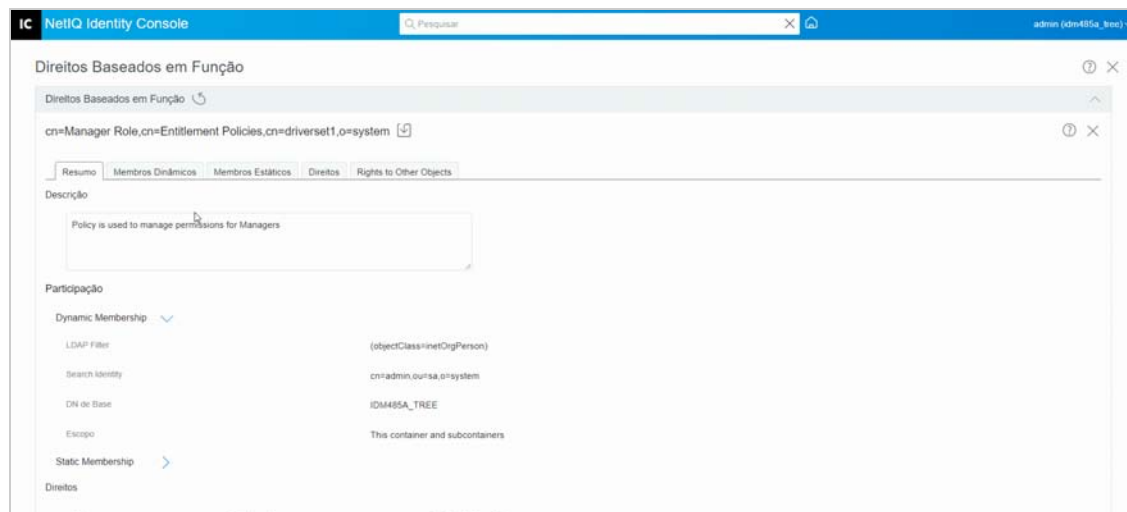 IC NetIQ Identity Console Pesquisar admin (idm485a_tree)
Direitos Baseados em Função
Direitos Baseados em Função
cn=Manager Role,cn=Entitlement Policies,cn=driverset1,o=system
Resumo Membros Dinâmicos Membros Estáticos Direitos Rights to Other Objects
Descrição
Policy is used to manage permissions for Managers
Participação
Dynamic Membership
LDAP Filter (objectClass=inetOrgPerson)
Search Identity cn=admin,ou=sa,o=system
DN de Base IDM485A_TREE
Escopo This container and subcontainers
Static Membership
Direitos